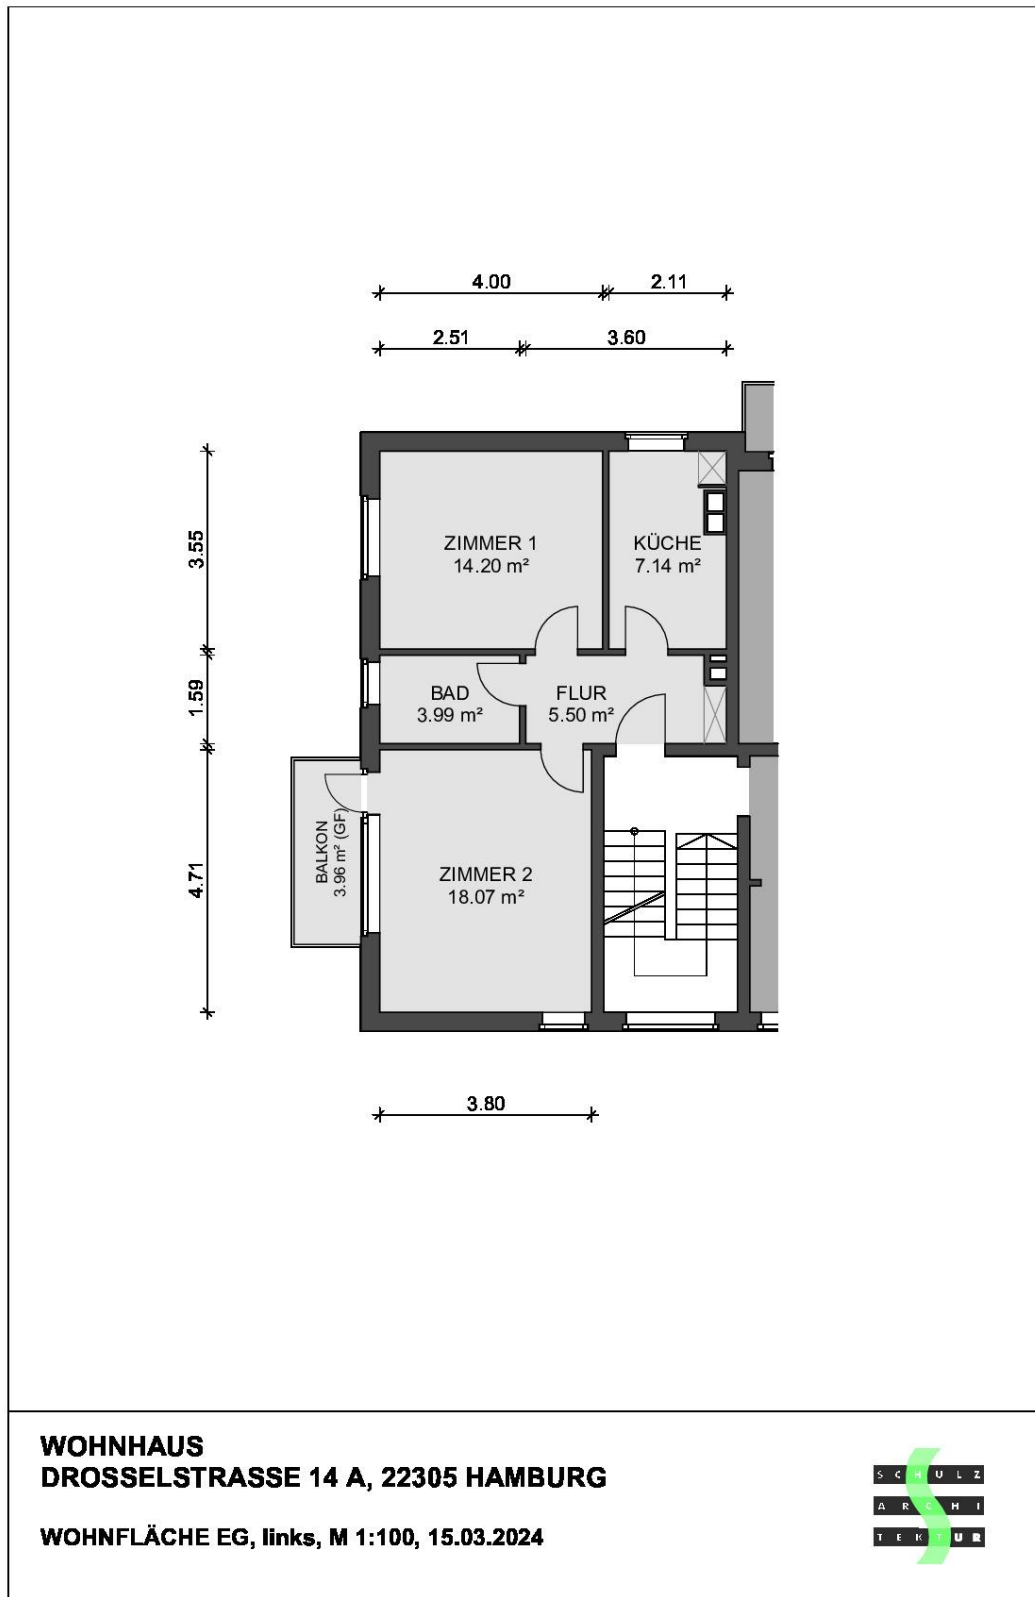 4.00
2.11
2.51
3.60
3.55
1.59
4.71
ZIMMER 1
14.20 m²
KÜCHE
7.14 m²
BAD
3.99 m²
FLUR
5.50 m²
BALKON
3.96 m² (GF)
ZIMMER 2
18.07 m²
3.80
WOHNHAUS
DROSSELSTRASSE 14 A, 22305 HAMBURG
WOHNFLÄCHE EG, links, M 1:100, 15.03.2024
SCHULZ
ARCHI
TEKTUR